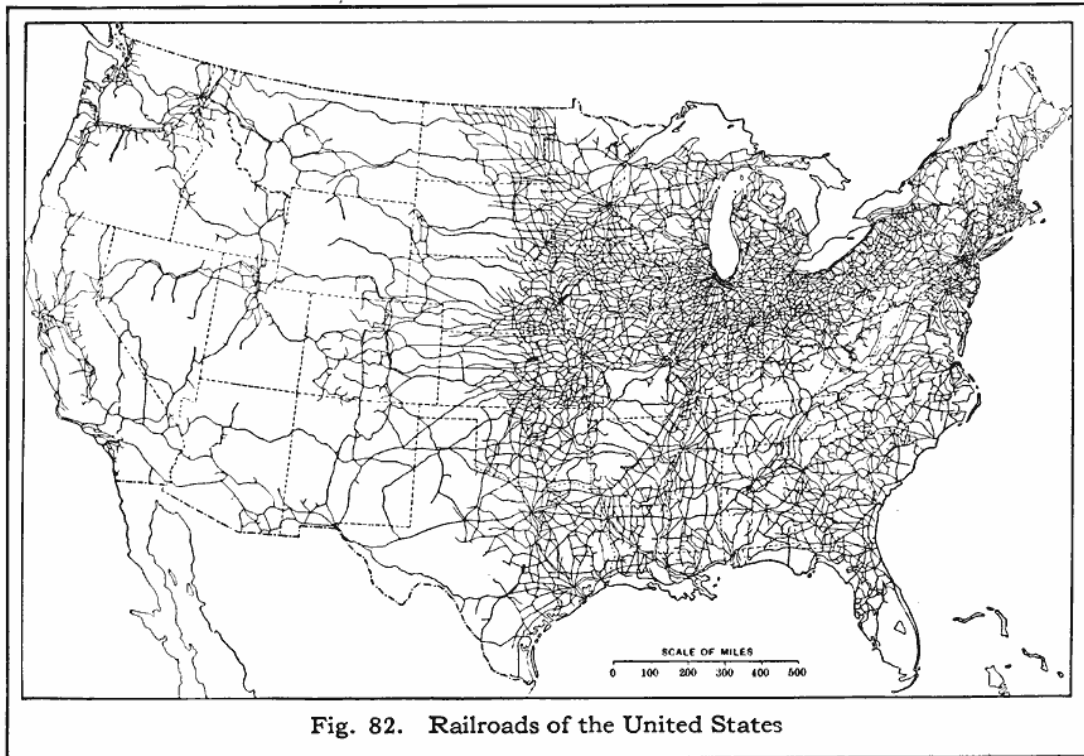 SCALE OF MILES
0 100 200 300 400 500
Fig. 82. Railroads of the United States